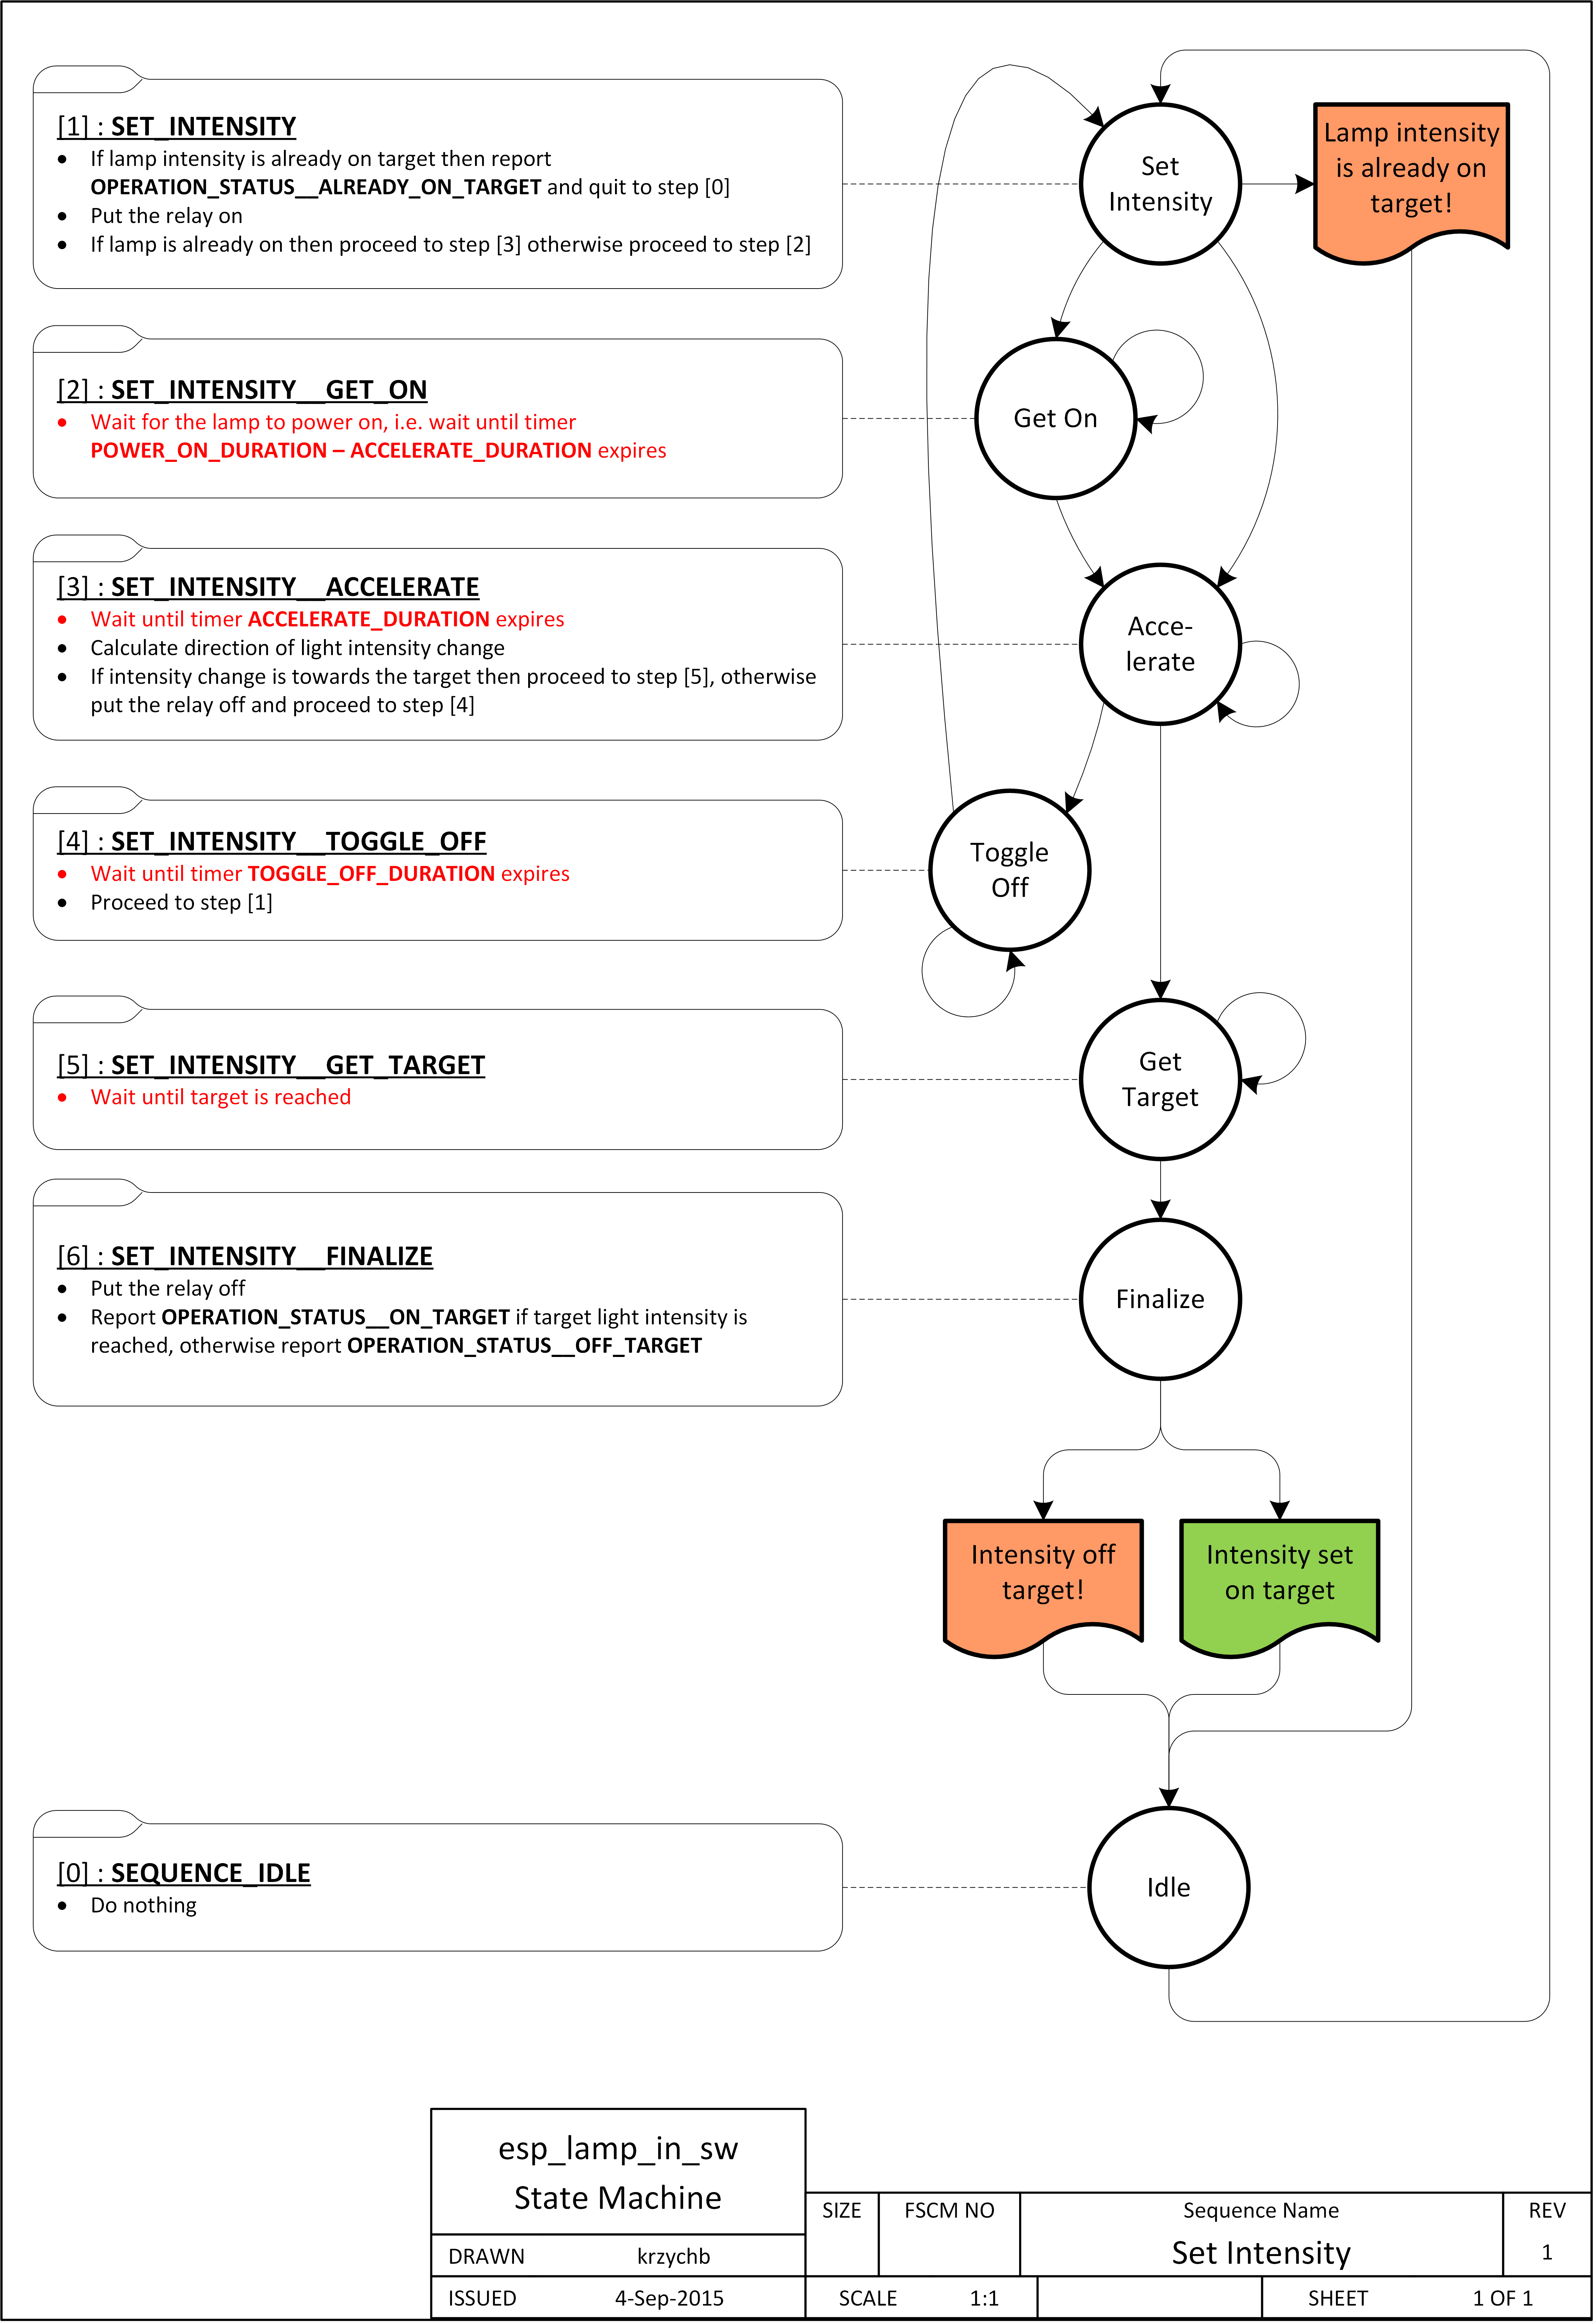 [1] : SET_INTENSITY
• If lamp intensity is already on target then report
OPERATION_STATUS__ALREADY_ON_TARGET and quit to step [0]
• Put the relay on
• If lamp is already on then proceed to step [3] otherwise proceed to step [2]
Set
Intensity
Lamp intensity
is already on
target!
[2] : SET_INTENSITY__GET_ON
• Wait for the lamp to power on, i.e. wait until timer
POWER_ON_DURATION – ACCELERATE_DURATION expires
Get On
[3] : SET_INTENSITY__ACCELERATE
• Wait until timer ACCELERATE_DURATION expires
• Calculate direction of light intensity change
• If intensity change is towards the target then proceed to step [5], otherwise
put the relay off and proceed to step [4]
Acce-
lerate
[4] : SET_INTENSITY__TOGGLE_OFF
• Wait until timer TOGGLE_OFF_DURATION expires
• Proceed to step [1]
Toggle
Off
[5] : SET_INTENSITY__GET_TARGET
• Wait until target is reached
Get
Target
[6] : SET_INTENSITY__FINALIZE
• Put the relay off
• Report OPERATION_STATUS__ON_TARGET if target light intensity is
reached, otherwise report OPERATION_STATUS__OFF_TARGET
Finalize
Intensity off
target!
Intensity set
on target
[0] : SEQUENCE_IDLE
• Do nothing
Idle
esp_lamp_in_sw
State Machine
SIZE
FSCM NO
Sequence Name
Set Intensity
REV
1
DRAWN krzychb
ISSUED 4-Sep-2015
SCALE 1:1
SHEET 1 OF 1